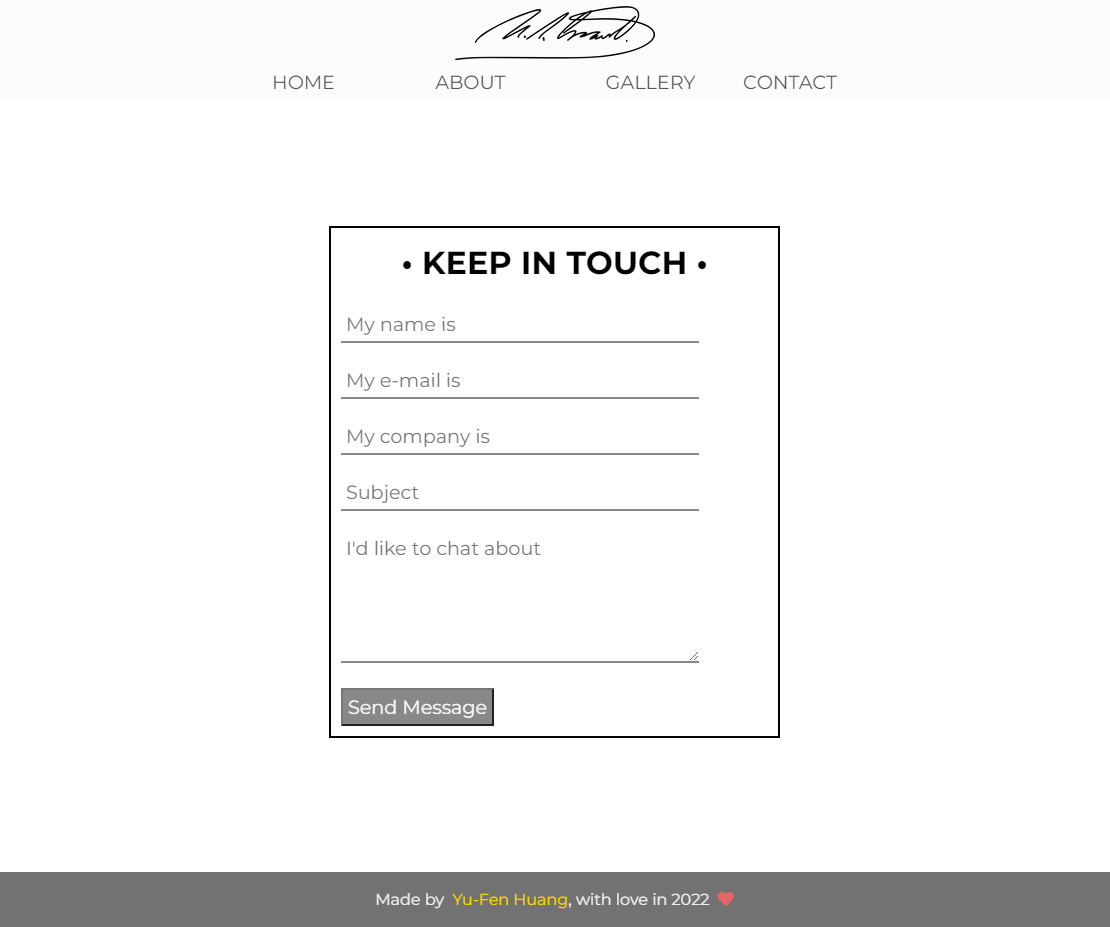 HOME ABOUT GALLERY CONTACT
• KEEP IN TOUCH •
My name is
My e-mail is
My company is
Subject
I'd like to chat about
Send Message
Made by Yu-Fen Huang, with love in 2022